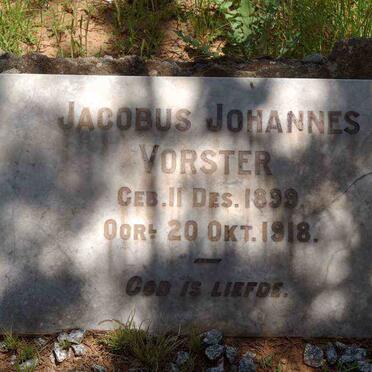 JACOBUS JOHANNES
VORSTER
GEB. 11 DES. 1899.
OORL 20 OKT. 1918.
GOD IS LIEFDE.